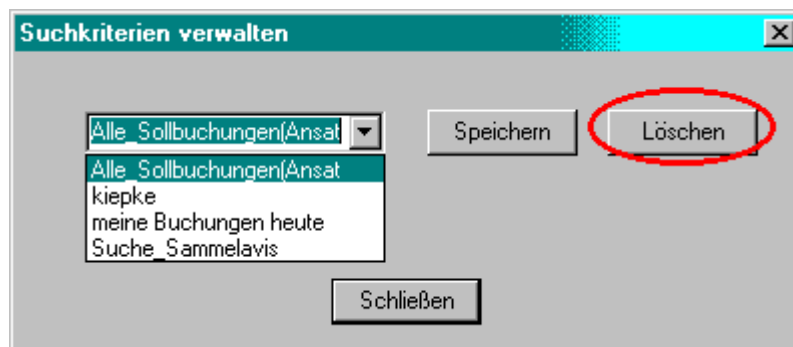 Suchkriterien verwalten
Alle_Sollbuchungen(Ansat
Speichern
Löschen
Alle_Sollbuchungen(Ansat
kiepke
meine Buchungen heute
Suche_Sammelavis
Schließen